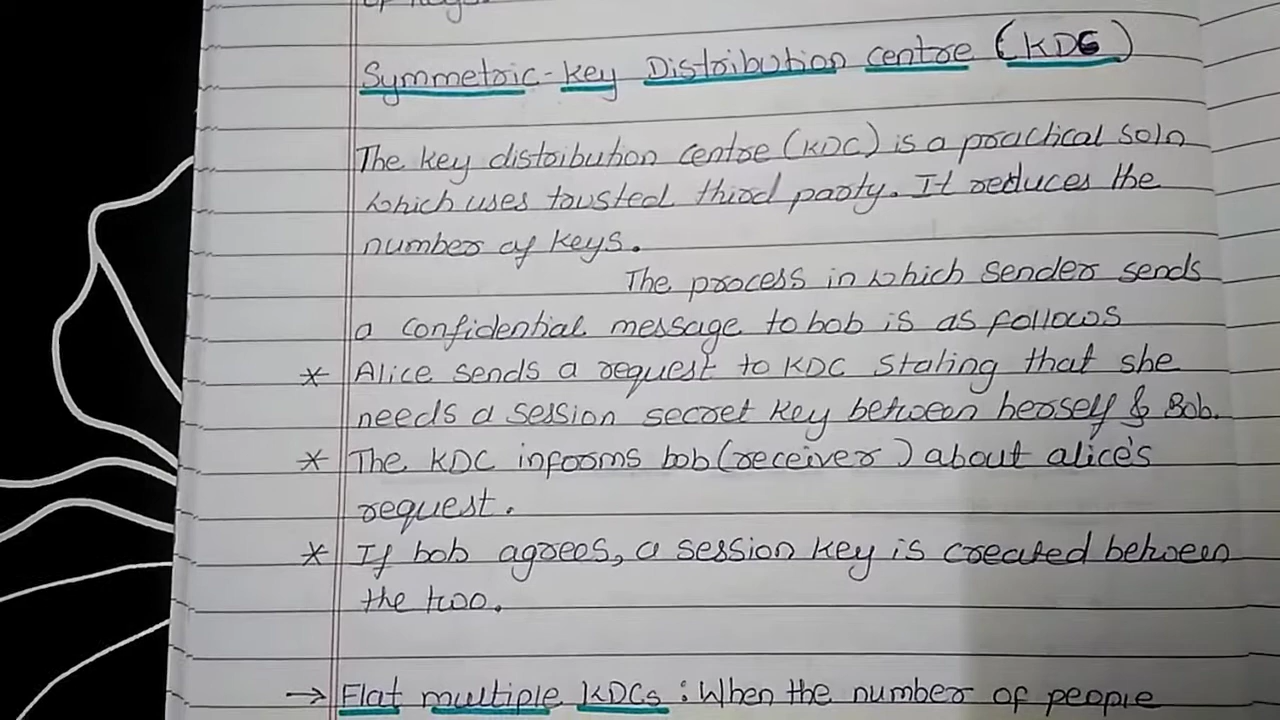 of keys.
Symmetric-key Distribution centre (KDC)
The key distribution centre (KDC) is a practical soln
which uses trusted third party. It reduces the
number of keys.
The process in which sender sends
a confidential message to bob is as follows
* Alice sends a request to KDC stating that she
needs a session secret key between herself & Bob.
* The KDC informs bob (receiver) about alice's
request.
* If bob agrees, a session key is created between
the two.
→ Flat multiple KDCs : When the number of people